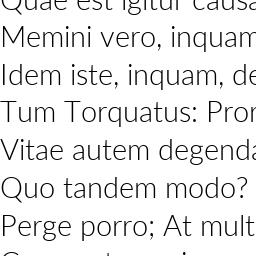 Quae est igitur causa
Memini vero, inquam
Idem iste, inquam, de
Tum Torquatus: Pror
Vitae autem degenda
Quo tandem modo?
Perge porro; At mult